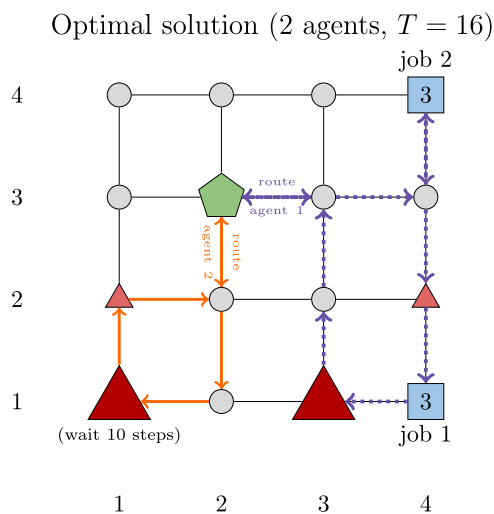 Optimal solution (2 agents, T = 16)
job 2
4
3
3
route
agent 1
agent 2
route
2
1
3
(wait 10 steps)
job 1
1
2
3
4